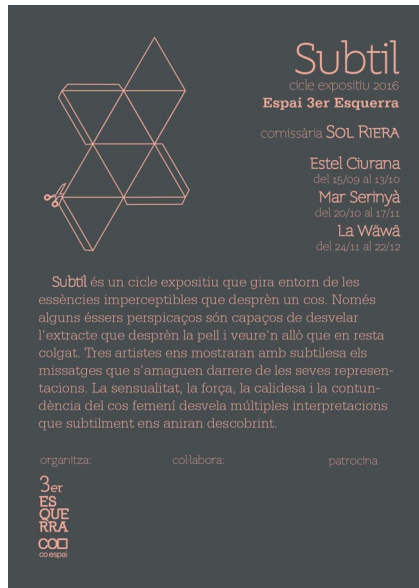 Subtil
cicle expositiu 2016
Espai 3er Esquerra
comissària SOL RIERA
Estel Ciurana
del 15/09 al 13/10
Mar Serinyà
del 20/10 al 17/11
La Wäwä
del 24/11 al 22/12
Subtil és un cicle expositiu que gira entorn de les
essències imperceptibles que desprèn un cos. Només
alguns éssers perspicaços són capaços de desvelar
l'extracte que desprèn la pell i veure'n allò que en resta
colgat. Tres artistes ens mostraran amb subtilesa els
missatges que s'amaguen darrere de les seves represen-
tacions. La sensualitat, la força, la calidesa i la contun-
dència del cos femení desvela múltiples interpretacions
que subtilment ens aniran descobrint.
organitza:
col·labora:
patrocina
3er
ES
QUE
RRA
CO
co espai